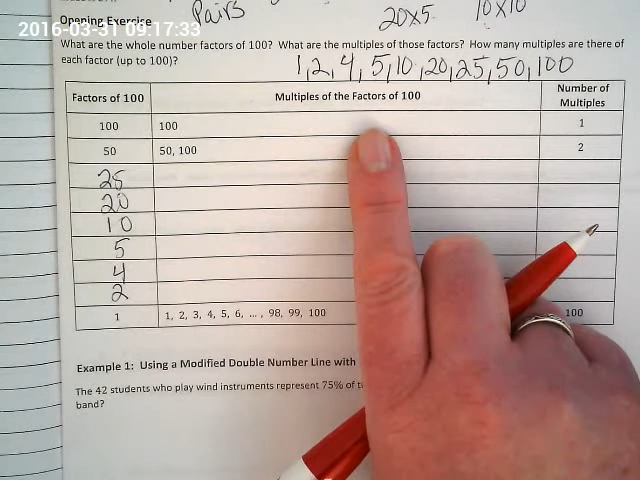 Pairs
20x5 10x10
Opening Exercise
2016-03-31 09:17:33
What are the whole number factors of 100? What are the multiples of those factors? How many multiples are there of
each factor (up to 100)?
1, 2, 4, 5, 10, 20, 25, 50, 100
Factors of 100 Multiples of the Factors of 100 Number of Multiples
100 100 1
50 50, 100 2
25
20
10
5
4
2
1 1, 2, 3, 4, 5, 6, ... , 98, 99, 100 100
Example 1: Using a Modified Double Number Line with
The 42 students who play wind instruments represent 75% of
band?